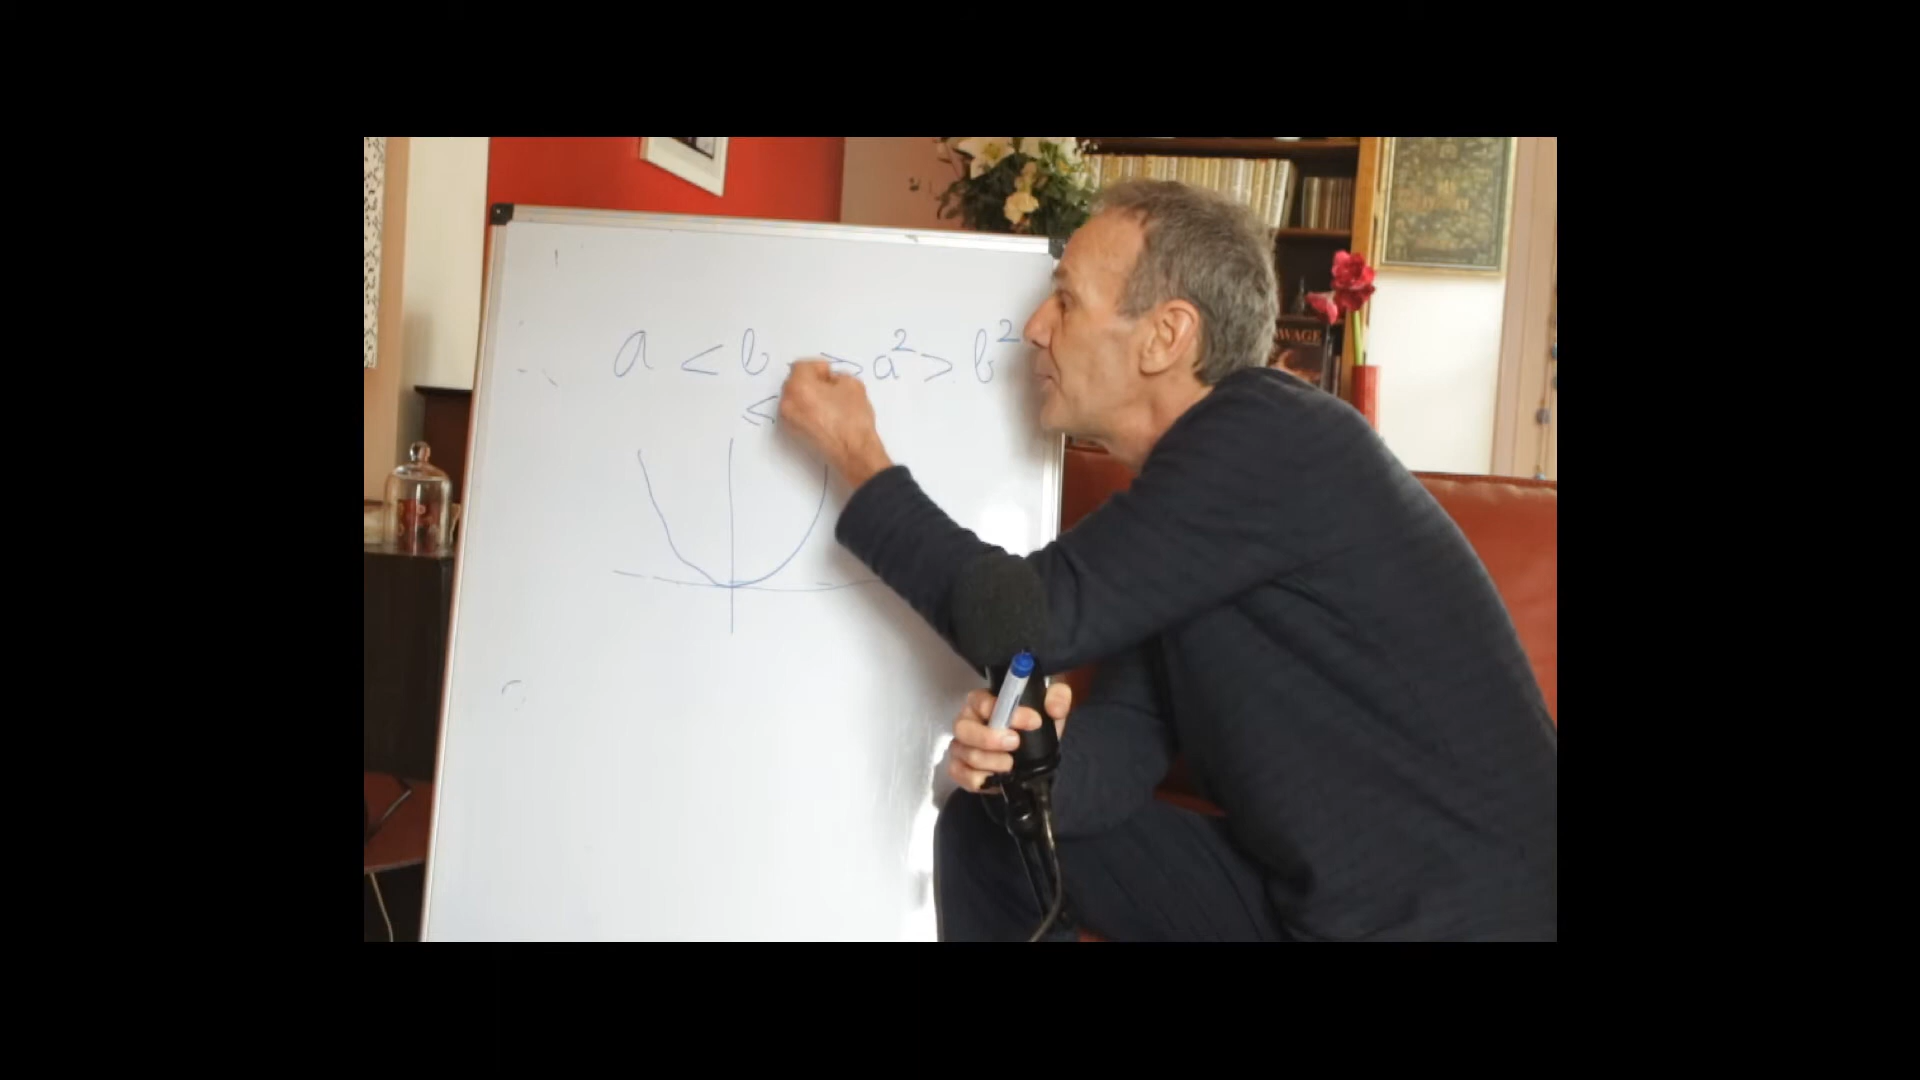 a < b ⇒ a² > b²
<